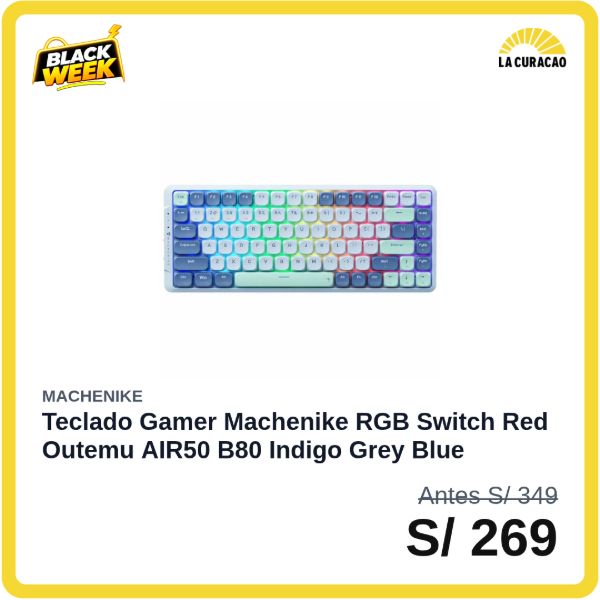 BLACK
WEEK
LA CURACAO
MACHENIKE
Teclado Gamer Machenike RGB Switch Red
Outemu AIR50 B80 Indigo Grey Blue
Antes S/ 349
S/ 269